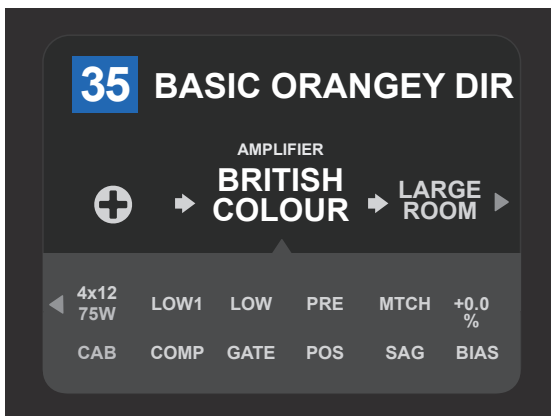 35 BASIC ORANGEY DIR
AMPLIFIER
BRITISH
COLOUR
LARGE
ROOM
4x12
75W
LOW1 LOW PRE MTCH +0.0
%
CAB COMP GATE POS SAG BIAS